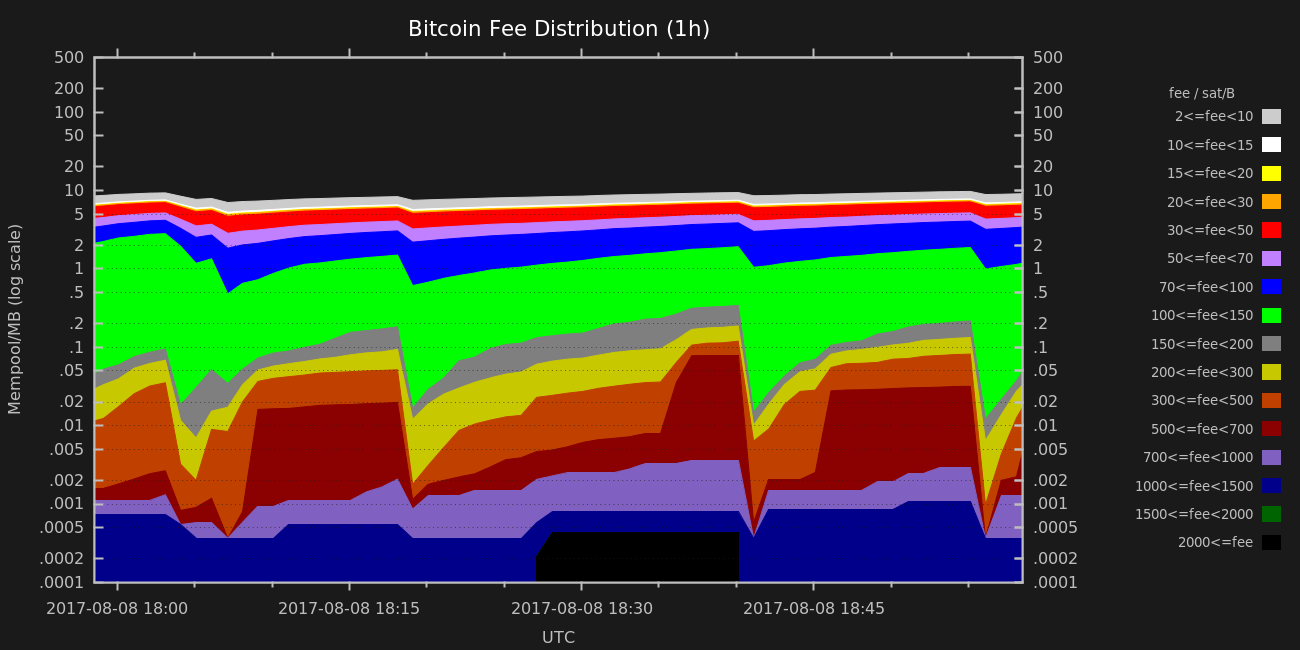 Bitcoin Fee Distribution (1h)
Mempool/MB (log scale)
500
200
100
50
20
10
5
2
1
.5
.2
.1
.05
.02
.01
.005
.002
.001
.0005
.0002
.0001
500
200
100
50
20
10
5
2
1
.5
.2
.1
.05
.02
.01
.005
.002
.001
.0005
.0002
.0001
2017-08-08 18:00 2017-08-08 18:15 2017-08-08 18:30 2017-08-08 18:45
UTC
fee / sat/B
2<=fee<10
10<=fee<15
15<=fee<20
20<=fee<30
30<=fee<50
50<=fee<70
70<=fee<100
100<=fee<150
150<=fee<200
200<=fee<300
300<=fee<500
500<=fee<700
700<=fee<1000
1000<=fee<1500
1500<=fee<2000
2000<=fee